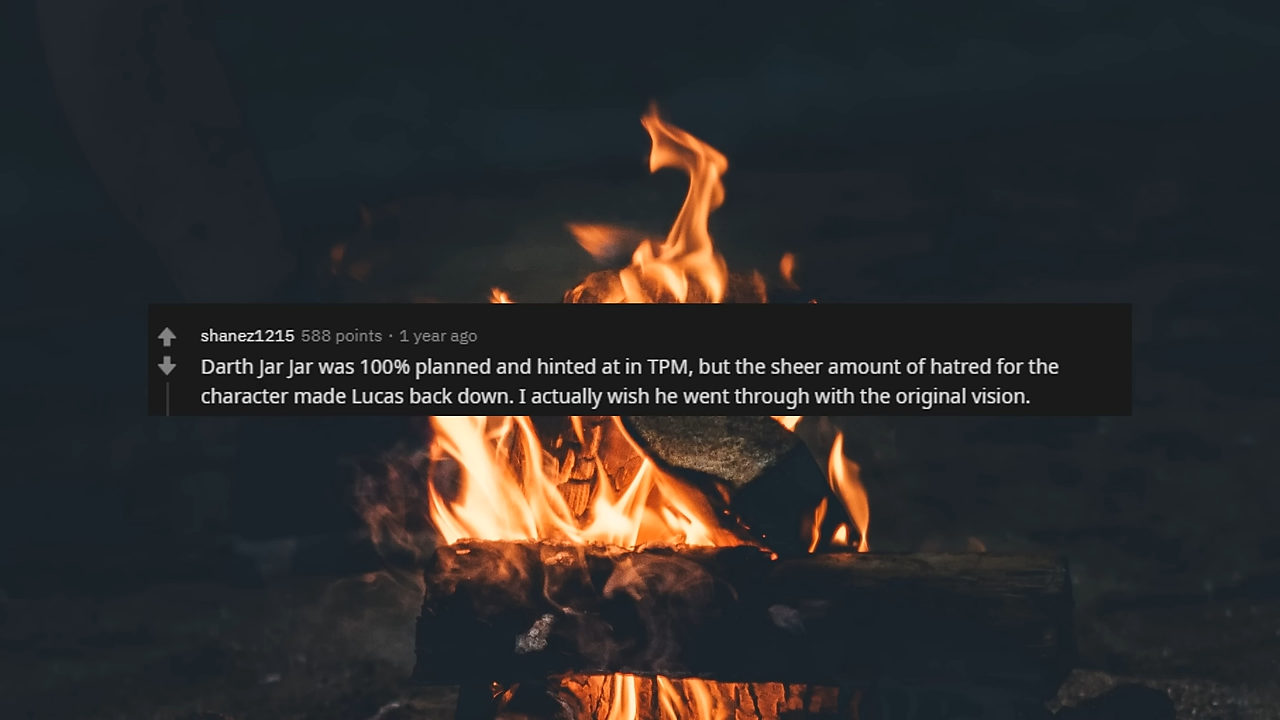 shanez1215 588 points · 1 year ago
Darth Jar Jar was 100% planned and hinted at in TPM, but the sheer amount of hatred for the
character made Lucas back down. I actually wish he went through with the original vision.